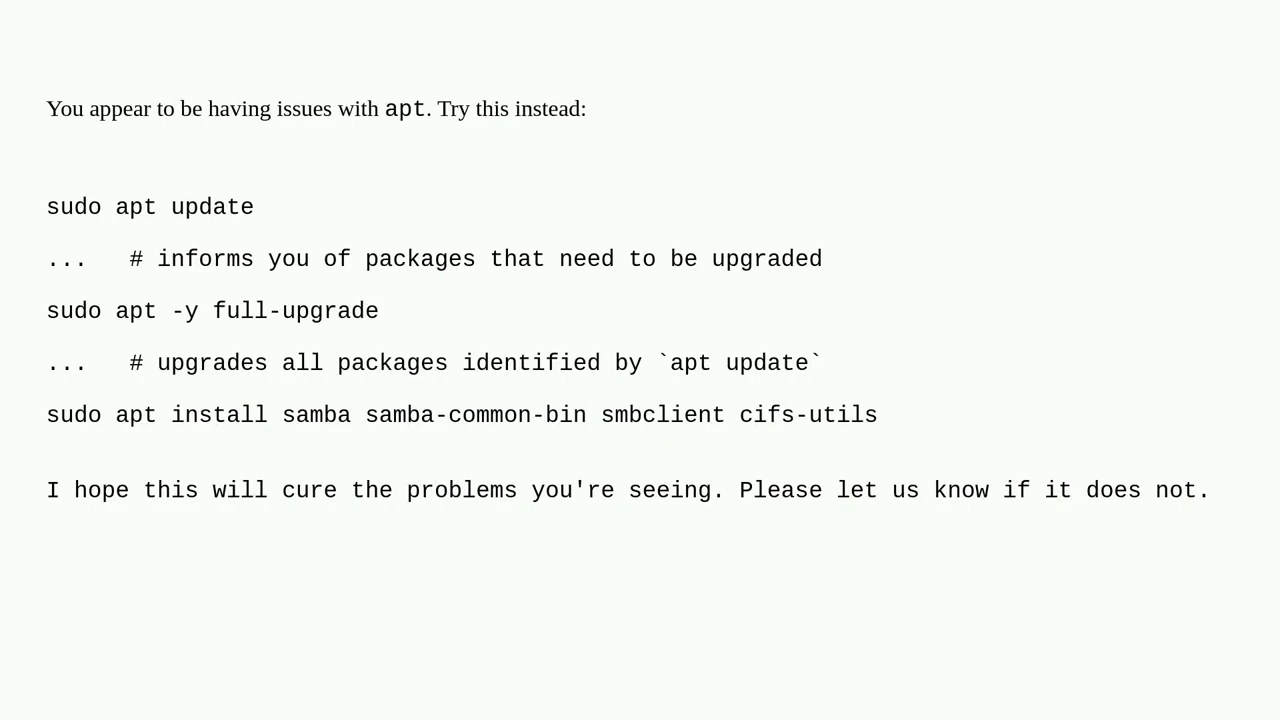 You appear to be having issues with apt. Try this instead:
sudo apt update
...   # informs you of packages that need to be upgraded
sudo apt -y full-upgrade
...   # upgrades all packages identified by `apt update`
sudo apt install samba samba-common-bin smbclient cifs-utils
I hope this will cure the problems you're seeing. Please let us know if it does not.